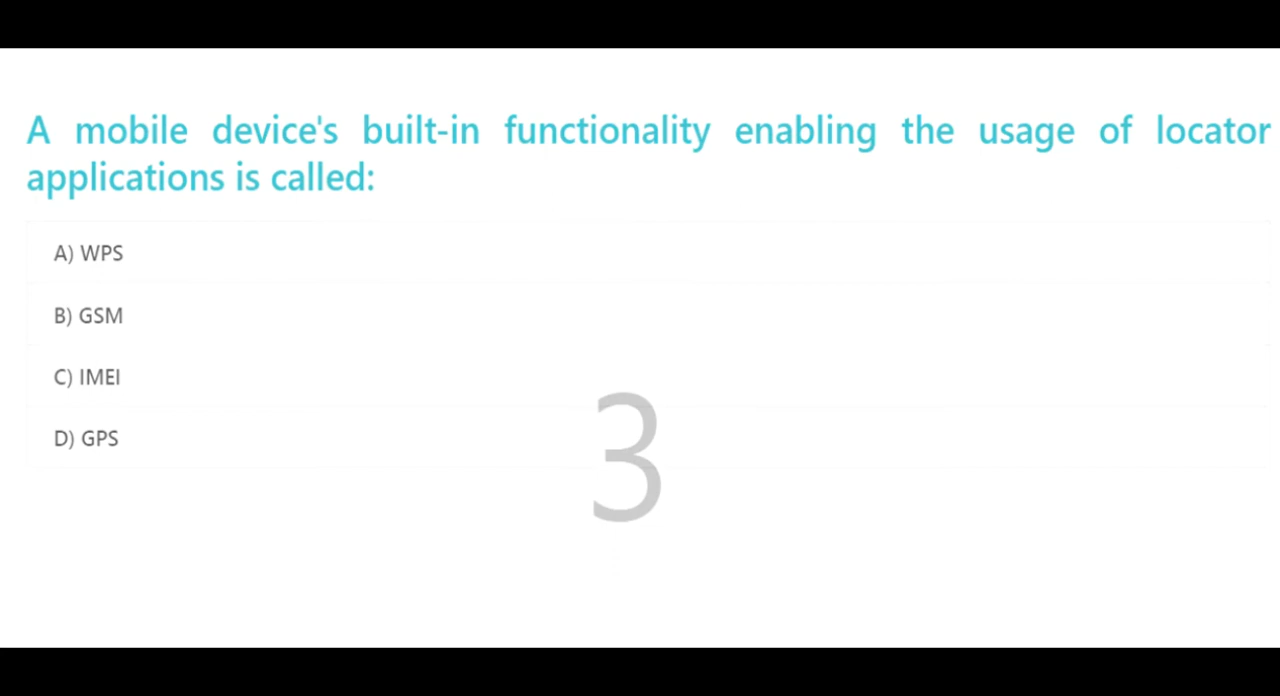 A mobile device's built-in functionality enabling the usage of locator
applications is called:
A) WPS
B) GSM
C) IMEI
D) GPS
3